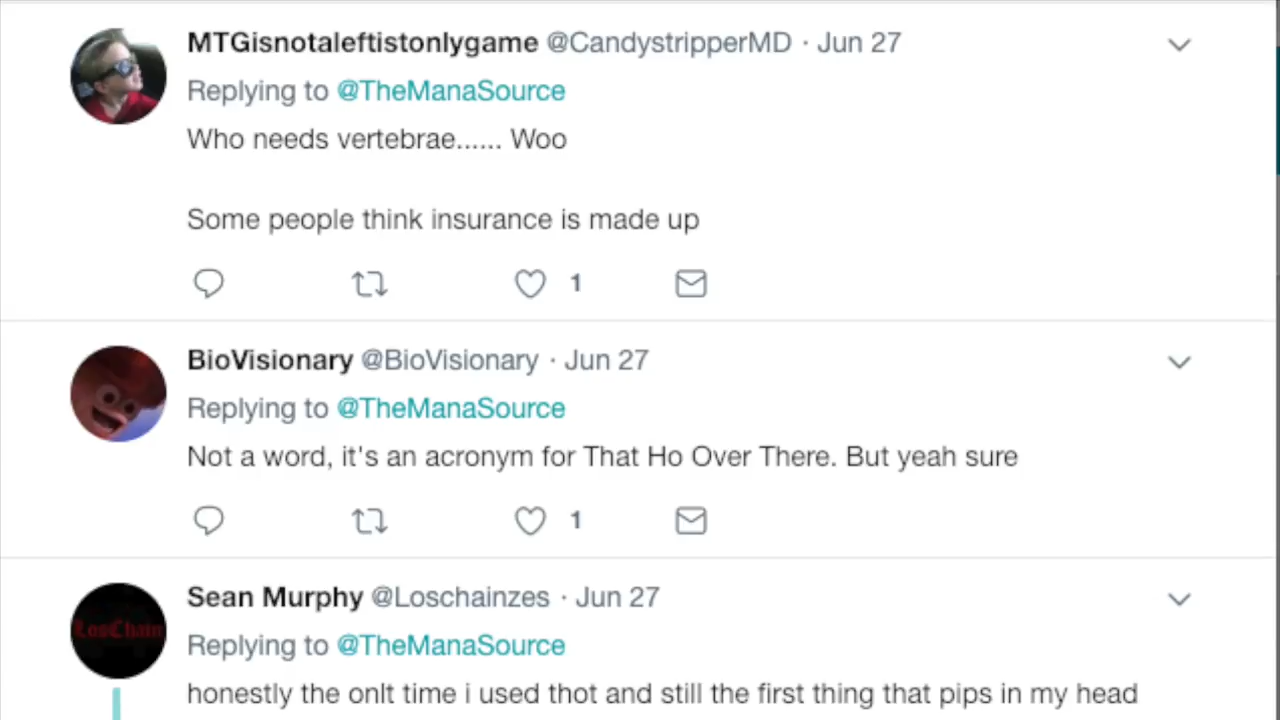 MTGisnotaleftistonlygame @CandystripperMD · Jun 27
Replying to @TheManaSource
Who needs vertebrae...... Woo
Some people think insurance is made up
1
BioVisionary @BioVisionary · Jun 27
Replying to @TheManaSource
Not a word, it's an acronym for That Ho Over There. But yeah sure
1
Sean Murphy @Loschainzes · Jun 27
LosChain
Replying to @TheManaSource
honestly the onlt time i used thot and still the first thing that pips in my head